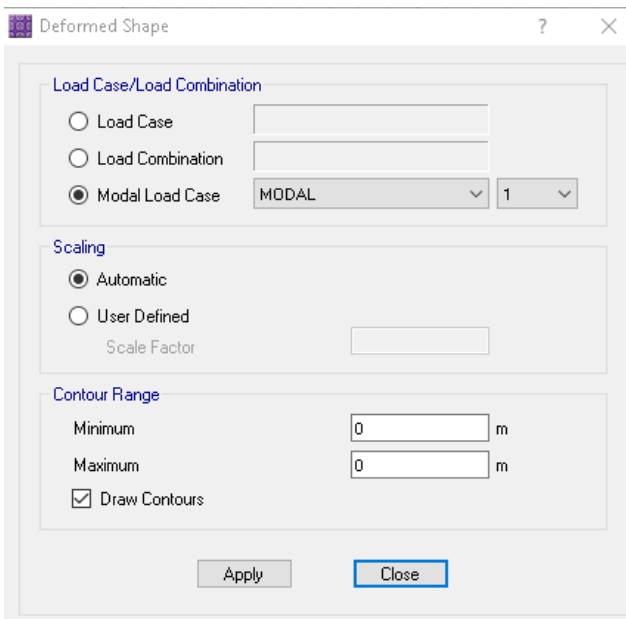 Deformed Shape ?
Load Case/Load Combination
Load Case
Load Combination
Modal Load Case MODAL 1
Scaling
Automatic
User Defined
Scale Factor
Contour Range
Minimum 0 m
Maximum 0 m
Draw Contours
Apply Close